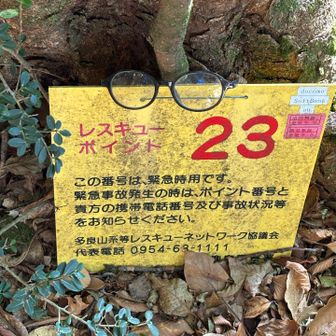 docomo
SoftBank
au
レスキュー
ポイント
23
この番号は、緊急時用です。
緊急事故発生の時は、ポイント番号と
貴方の携帯電話番号及び事故状況等
をお知らせください。
多良山系等レスキューネットワーク協議会
代表電話 0954-63-1111